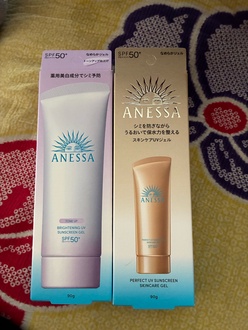 SPF50+
薬用美白成分でシミ予防
ANESSA
BRIGHTENING UV
SUNSCREEN GEL
SPF50+
90g
SPF50+
ANESSA
シミを防ぎながら
うるおいて保水力を整える
スキンケアUVジェル
ANESSA
PERFECT UV SUNSCREEN
SKINCARE GEL
90g